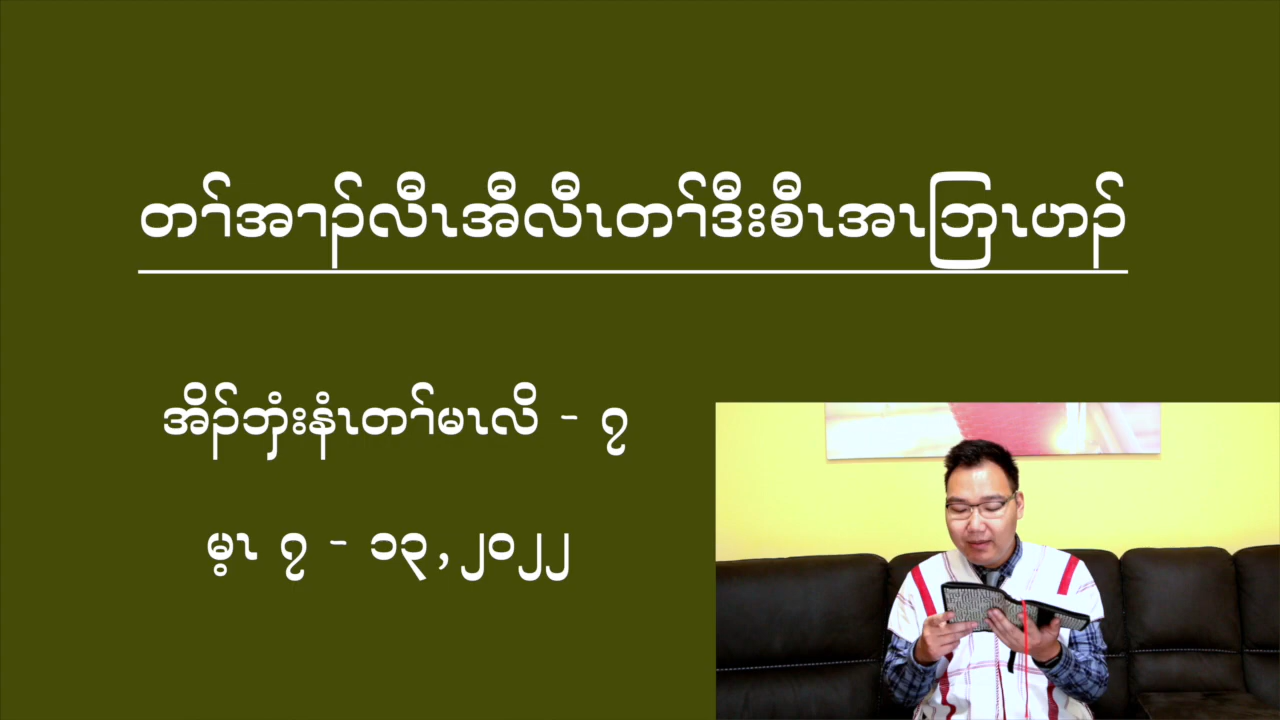 တၢ်အၢၣ်လီၤအီလီၤတၢ်ဒီးစီၤအၤဘြၤဟၣ်
အိၣ်ဘှံးနံၤတၢ်မၤလိ - ၇
မ့ၤ ၇ - ၁၃,၂၀၂၂